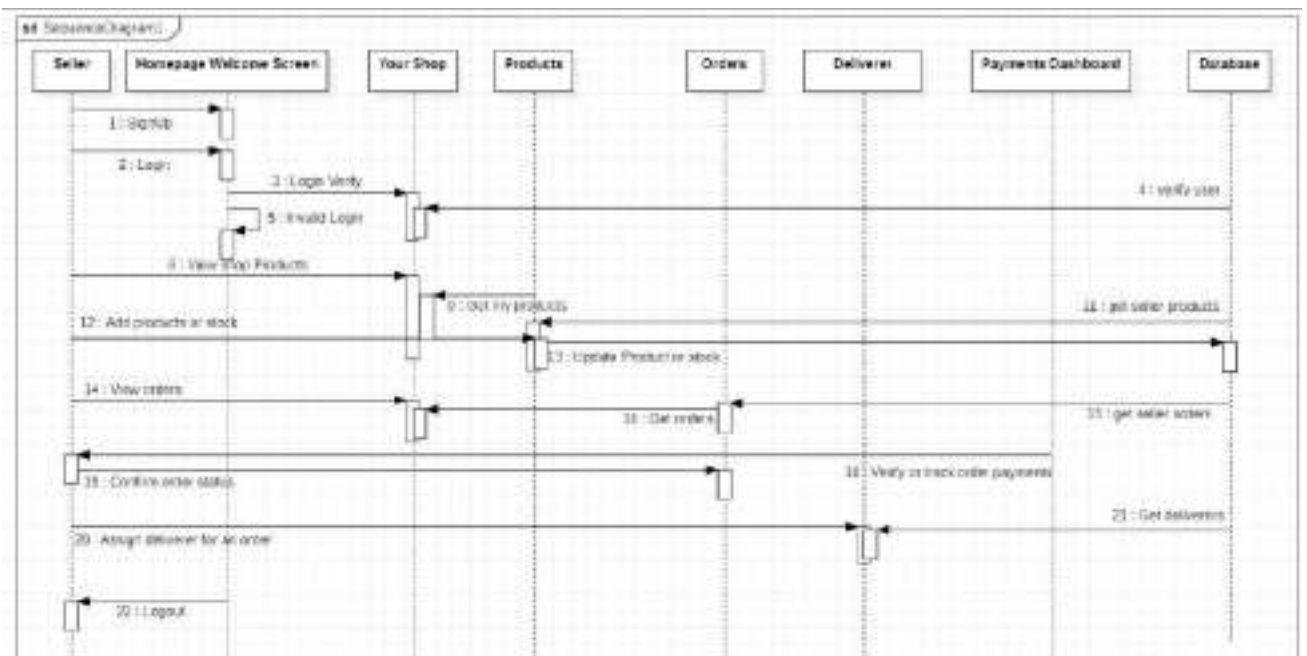 sd SequenceDiagram1
Seller
Homepage Welcome Screen
Your Shop
Products
Orders
Deliverer
Payments Dashboard
Database
1 : SignUp
2 : Login
3 : Login Verify
4 : verify user
5 : Invalid Login
6 : View Shop Products
: Get my products
: get seller products
12 : Add products or stock
13 : Update Product or stock
14 : View orders
15 : get seller orders
: Get orders
: Verify or track order payments
19 : Confirm order status
20 : Assign deliverer for an order
21 : Get deliverers
22 : Logout